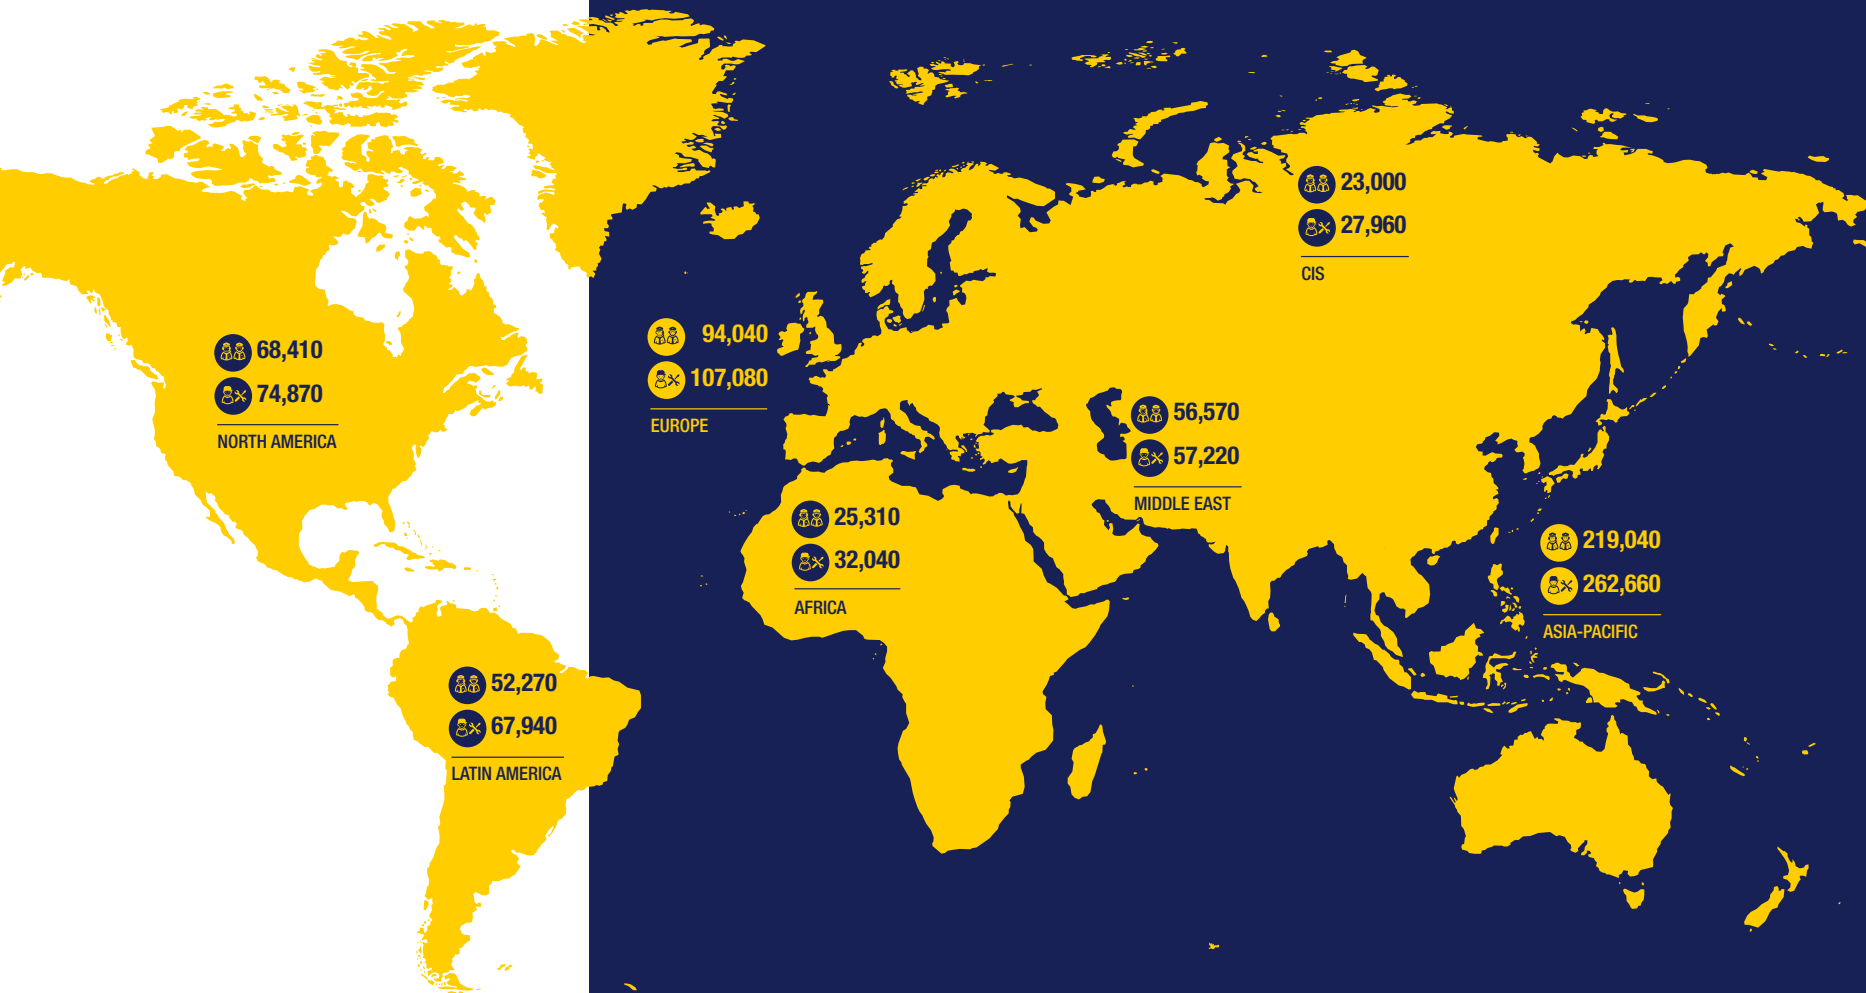 23,000
27,960
CIS
94,040
107,080
EUROPE
68,410
74,870
NORTH AMERICA
56,570
57,220
MIDDLE EAST
25,310
32,040
AFRICA
219,040
262,660
ASIA-PACIFIC
52,270
67,940
LATIN AMERICA